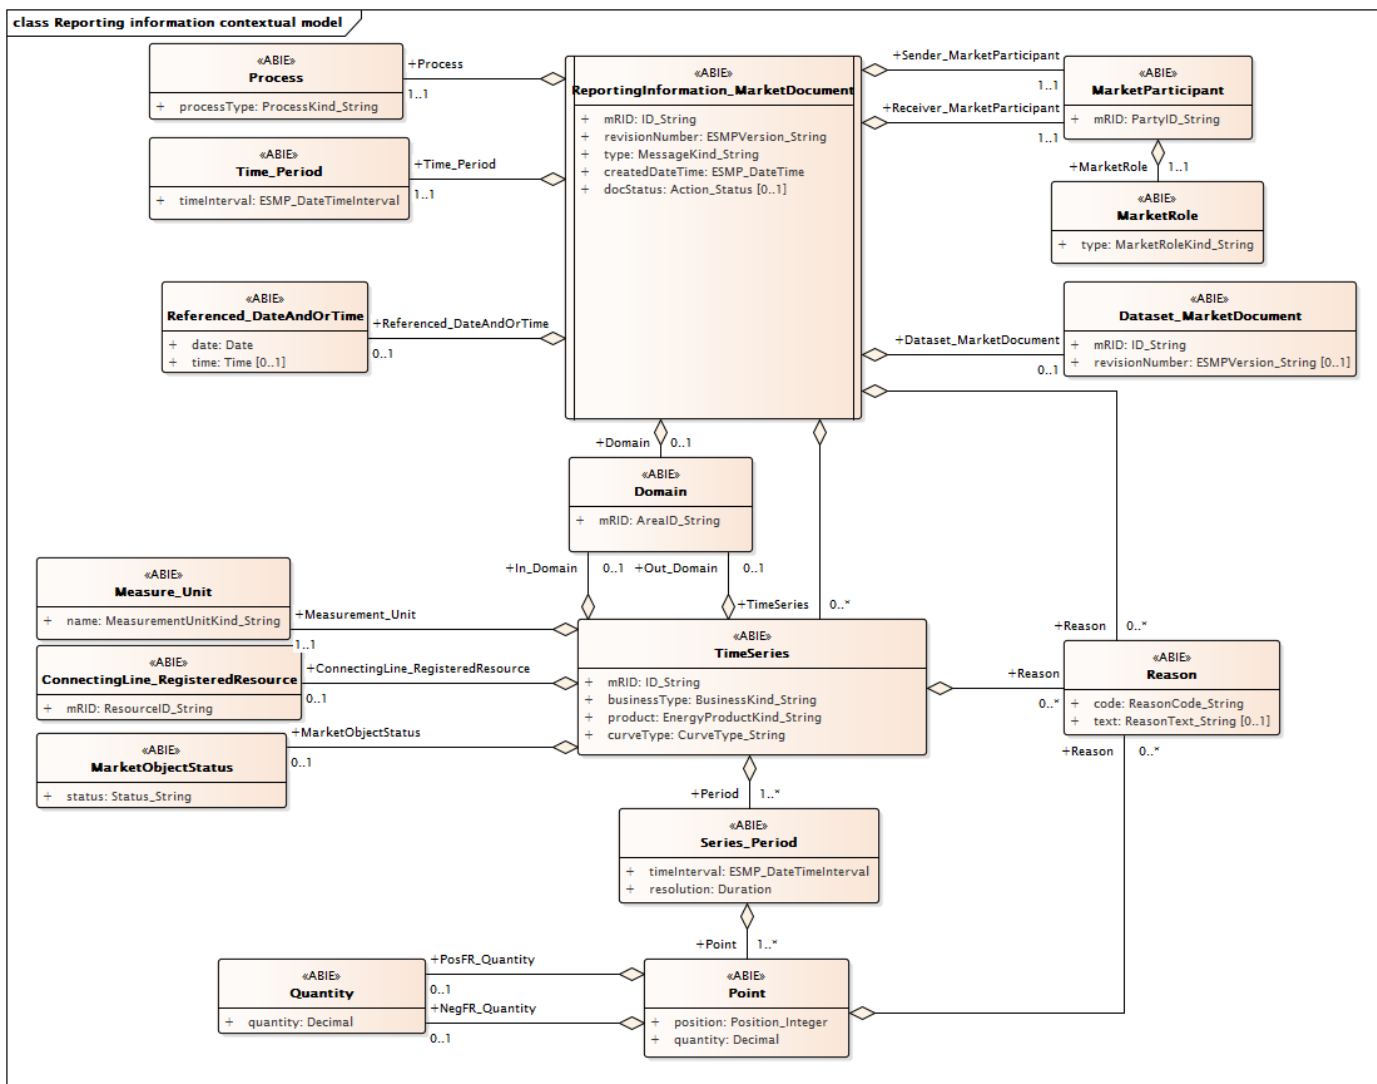 class Reporting information contextual model
«ABIE»
Process
+ processType: ProcessKind_String
+Process
1..1
«ABIE»
ReportingInformation_MarketDocument
+ mRID: ID_String
+ revisionNumber: ESMPVersion_String
+ type: MessageKind_String
+ createdDateTime: ESMP_DateTime
+ docStatus: Action_Status [0..1]
+Sender_MarketParticipant
1..1
+Receiver_MarketParticipant
1..1
«ABIE»
MarketParticipant
+ mRID: PartyID_String
+MarketRole
1..1
«ABIE»
MarketRole
+ type: MarketRoleKind_String
«ABIE»
Time_Period
+ timeInterval: ESMP_DateTimeInterval
+Time_Period
1..1
«ABIE»
Referenced_DateAndOrTime
+ date: Date
+ time: Time [0..1]
+Referenced_DateAndOrTime
0..1
+Dataset_MarketDocument
0..1
«ABIE»
Dataset_MarketDocument
+ mRID: ID_String
+ revisionNumber: ESMPVersion_String [0..1]
+Domain
0..1
«ABIE»
Domain
+ mRID: AreaID_String
+In_Domain
0..1
+Out_Domain
0..1
+TimeSeries
0..*
+Reason
0..*
«ABIE»
Measure_Unit
+ name: MeasurementUnitKind_String
+Measurement_Unit
1..1
«ABIE»
ConnectingLine_RegisteredResource
+ mRID: ResourceID_String
+ConnectingLine_RegisteredResource
0..1
«ABIE»
MarketObjectStatus
+ status: Status_String
+MarketObjectStatus
0..1
«ABIE»
TimeSeries
+ mRID: ID_String
+ businessType: BusinessKind_String
+ product: EnergyProductKind_String
+ curveType: CurveType_String
+Reason
0..*
«ABIE»
Reason
+ code: ReasonCode_String
+ text: ReasonText_String [0..1]
+Reason
0..*
+Period
1..*
«ABIE»
Series_Period
+ timeInterval: ESMP_DateTimeInterval
+ resolution: Duration
+Point
1..*
«ABIE»
Quantity
+ quantity: Decimal
+PosFR_Quantity
0..1
+NegFR_Quantity
0..1
«ABIE»
Point
+ position: Position_Integer
+ quantity: Decimal